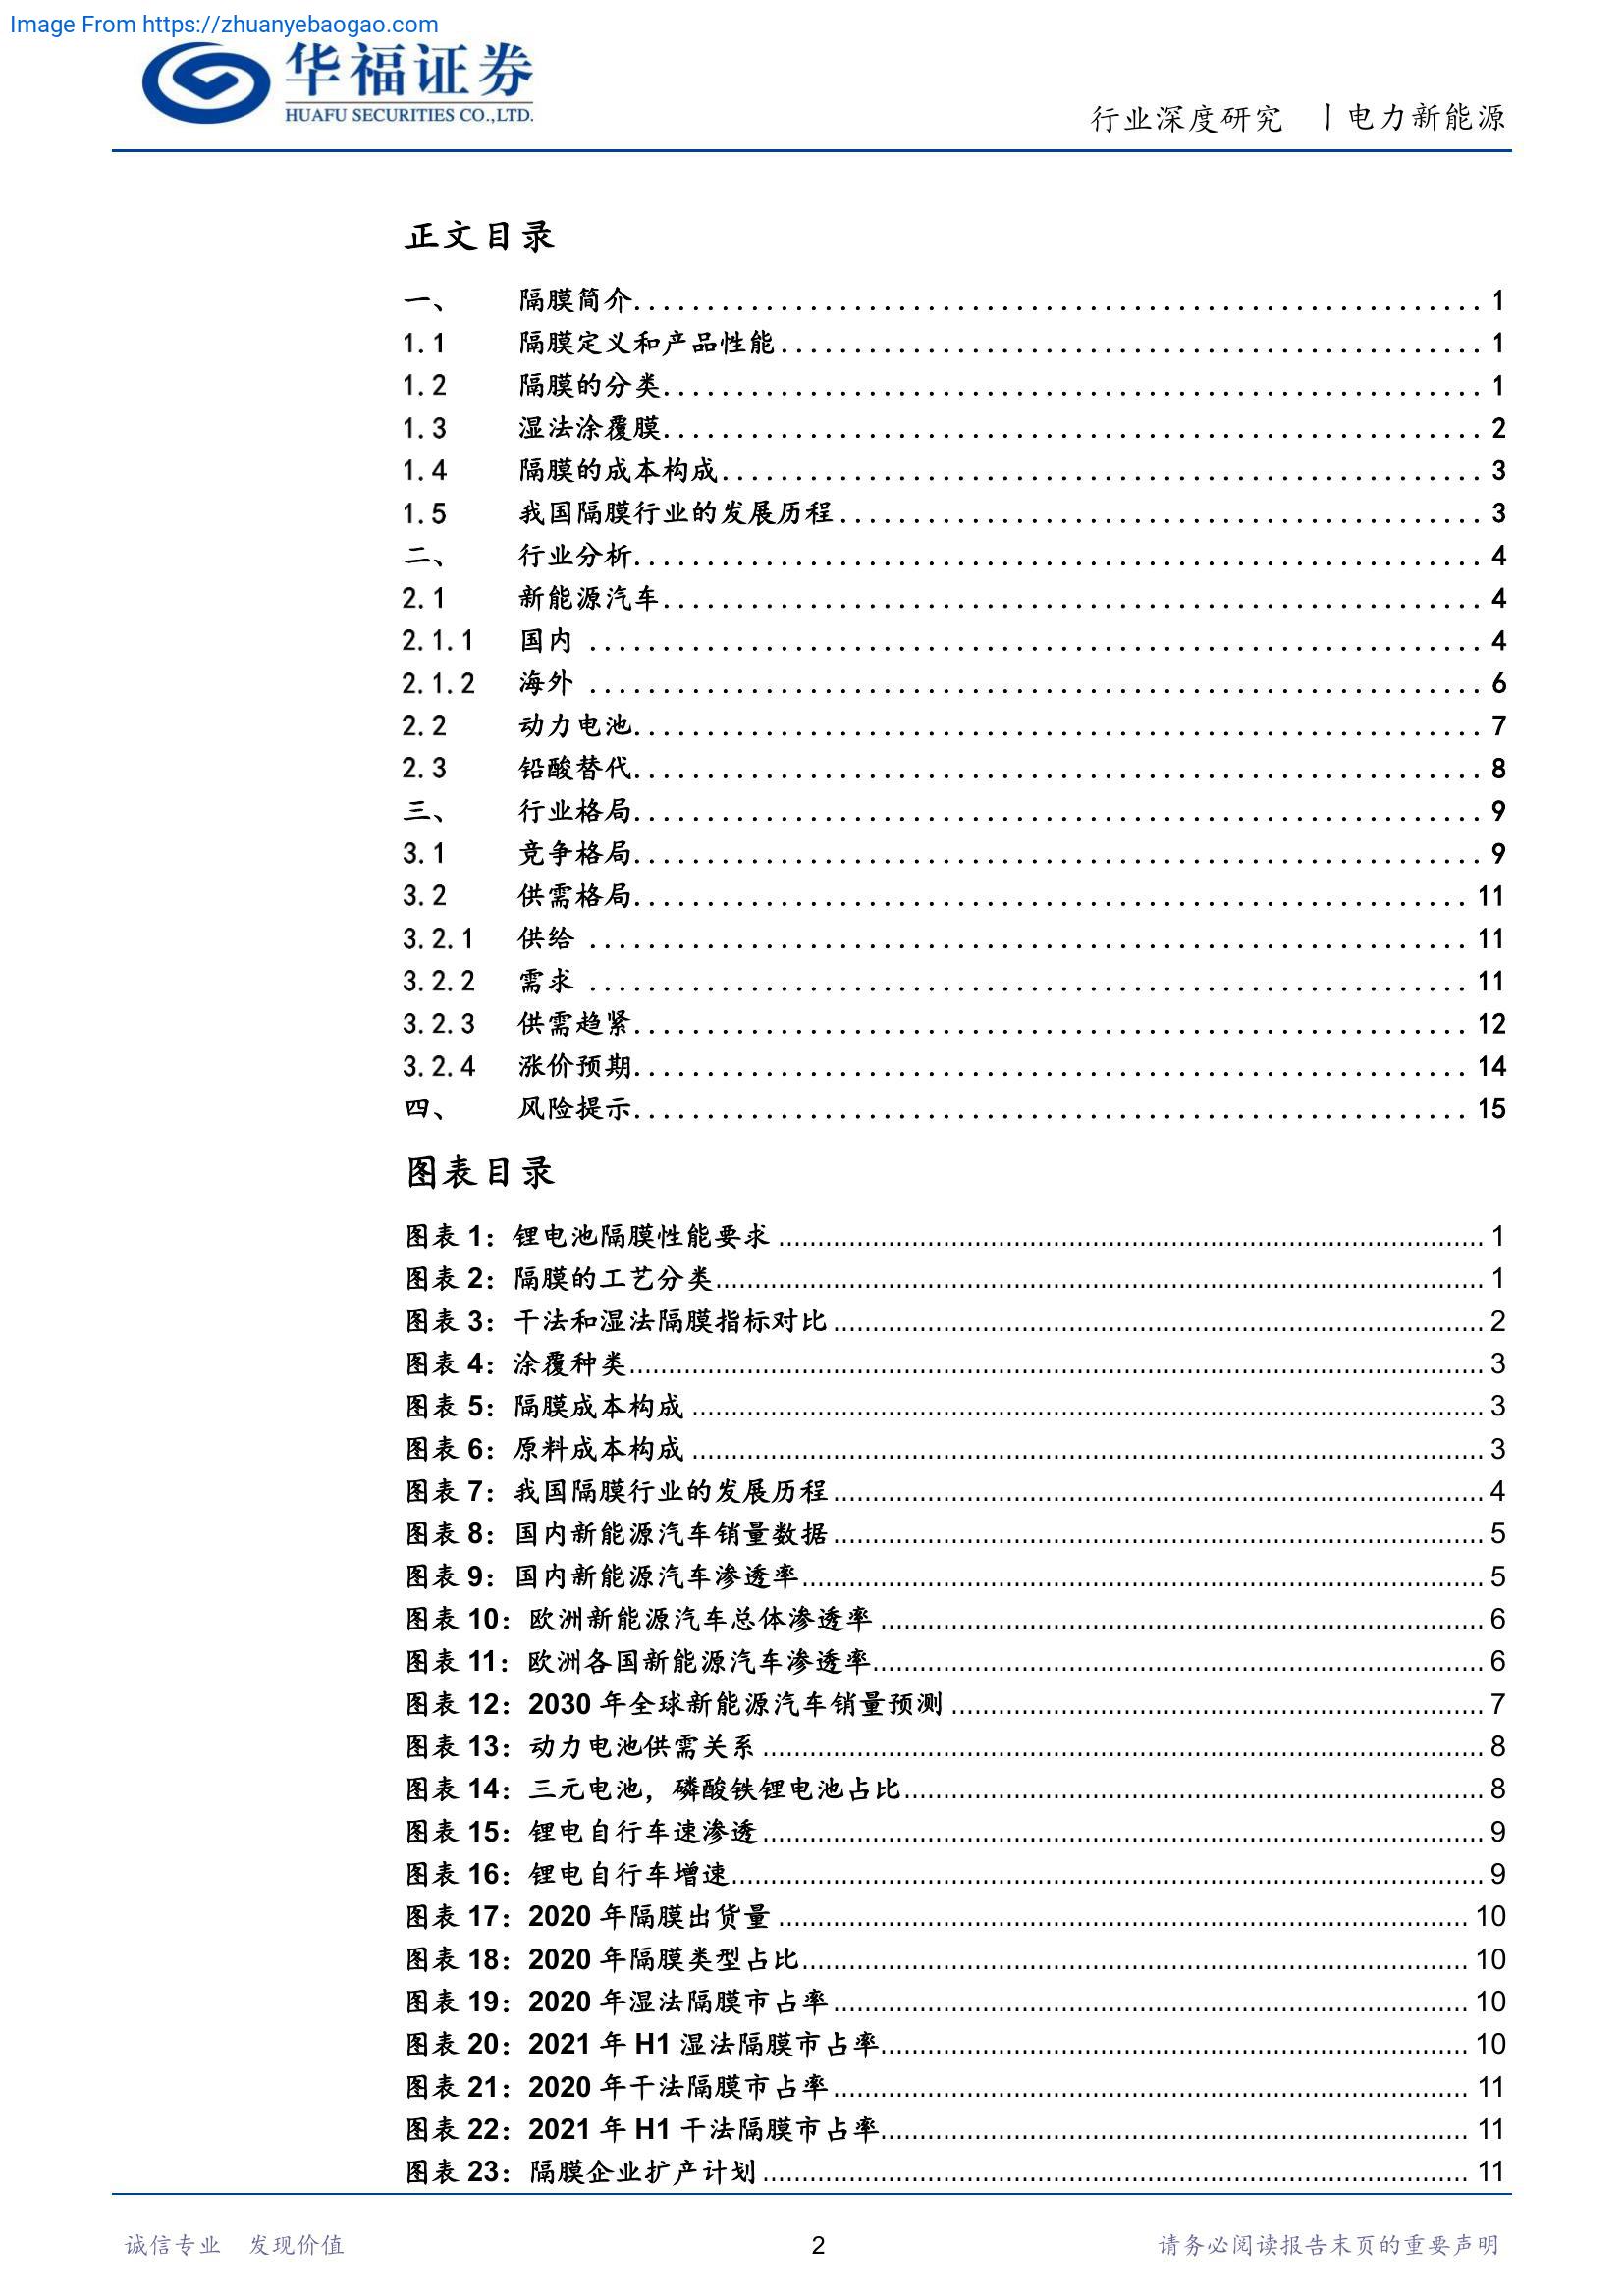 Image From https://zhuanyebaogao.com
华福证券
HUAFU SECURITIES CO.,LTD.
行业深度研究 丨电力新能源
正文目录
一、 隔膜简介 1
1.1 隔膜定义和产品性能 1
1.2 隔膜的分类 1
1.3 湿法涂覆膜 2
1.4 隔膜的成本构成 3
1.5 我国隔膜行业的发展历程 3
二、 行业分析 4
2.1 新能源汽车 4
2.1.1 国内 4
2.1.2 海外 6
2.2 动力电池 7
2.3 铅酸替代 8
三、 行业格局 9
3.1 竞争格局 9
3.2 供需格局 11
3.2.1 供给 11
3.2.2 需求 11
3.2.3 供需趋紧 12
3.2.4 涨价预期 14
四、 风险提示 15
图表目录
图表 1：锂电池隔膜性能要求 1
图表 2：隔膜的工艺分类 1
图表 3：干法和湿法隔膜指标对比 2
图表 4：涂覆种类 3
图表 5：隔膜成本构成 3
图表 6：原料成本构成 3
图表 7：我国隔膜行业的发展历程 4
图表 8：国内新能源汽车销量数据 5
图表 9：国内新能源汽车渗透率 5
图表 10：欧洲新能源汽车总体渗透率 6
图表 11：欧洲各国新能源汽车渗透率 6
图表 12：2030 年全球新能源汽车销量预测 7
图表 13：动力电池供需关系 8
图表 14：三元电池，磷酸铁锂电池占比 8
图表 15：锂电自行车速渗透 9
图表 16：锂电自行车增速 9
图表 17：2020 年隔膜出货量 10
图表 18：2020 年隔膜类型占比 10
图表 19：2020 年湿法隔膜市占率 10
图表 20：2021 年 H1 湿法隔膜市占率 10
图表 21：2020 年干法隔膜市占率 11
图表 22：2021 年 H1 干法隔膜市占率 11
图表 23：隔膜企业扩产计划 11
诚信专业 发现价值 2 请务必阅读报告末页的重要声明